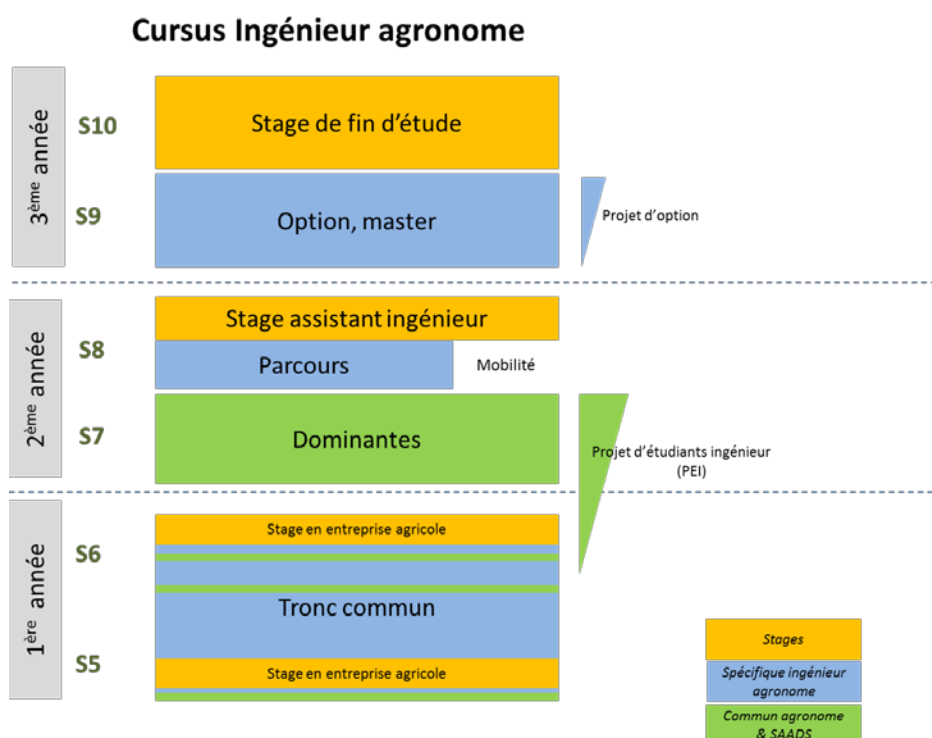 Cursus Ingénieur agronome
3ème année
S10
Stage de fin d'étude
S9
Option, master
Projet d'option
2ème année
S8
Stage assistant ingénieur
Parcours
Mobilité
S7
Dominantes
Projet d'étudiants ingénieur
(PEI)
1ère année
S6
Stage en entreprise agricole
Tronc commun
S5
Stage en entreprise agricole
Stages
Spécifique ingénieur
agronome
Commun agronome
& SAADS